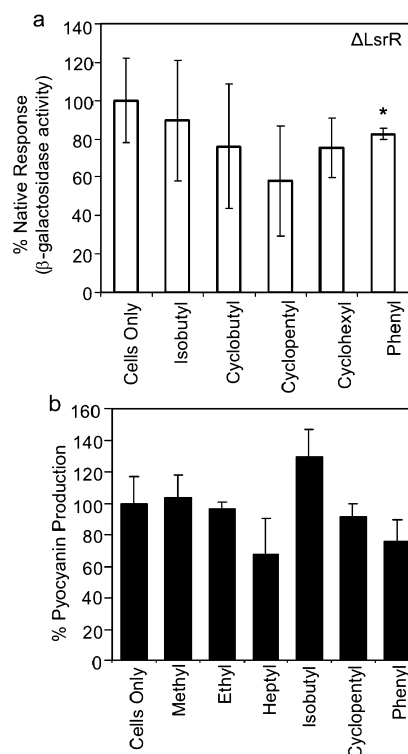 a
ΔLsrR
% Native Response
(β-galactosidase activity)
140
120
100
80
60
40
20
0
*
Cells Only
Isobutyl
Cyclobutyl
Cyclopentyl
Cyclohexyl
Phenyl
b
% Pyocyanin Production
160
140
120
100
80
60
40
20
0
Cells Only
Methyl
Ethyl
Heptyl
Isobutyl
Cyclopentyl
Phenyl